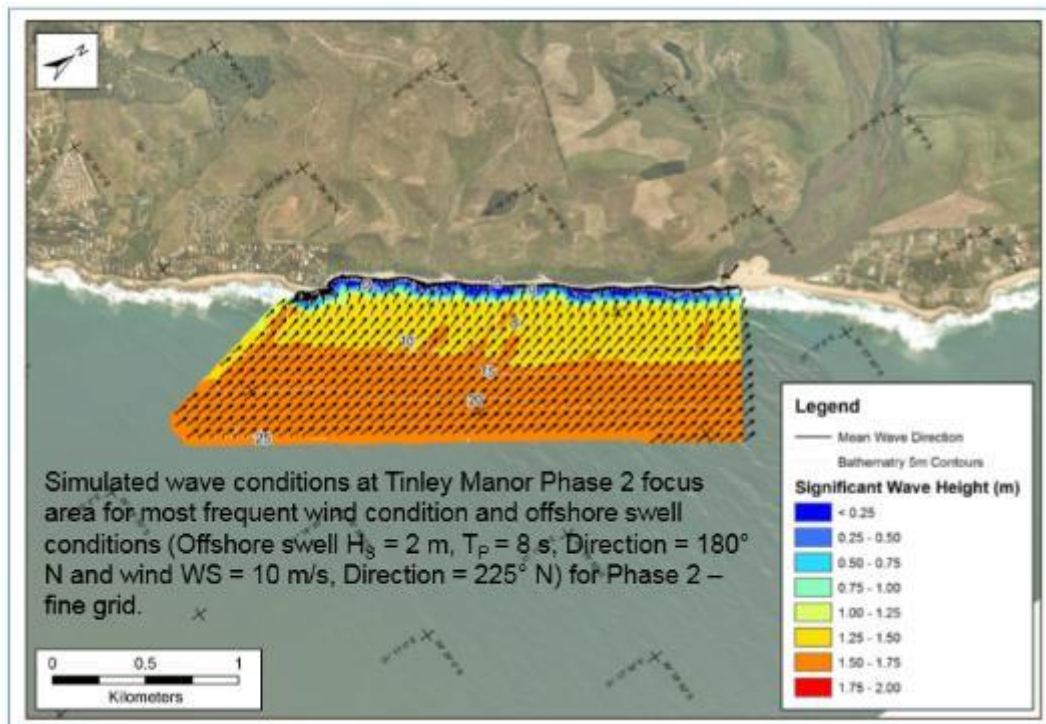 N
10
15
20
25
Simulated wave conditions at Tinley Manor Phase 2 focus
area for most frequent wind condition and offshore swell
conditions (Offshore swell HS = 2 m, TP = 8 s, Direction = 180°
N and wind WS = 10 m/s, Direction = 225° N) for Phase 2 –
fine grid.
0 0.5 1
Kilometers
Legend
Mean Wave Direction
Bathemetry 5m Contours
Significant Wave Height (m)
< 0.25
0.25 - 0.50
0.50 - 0.75
0.75 - 1.00
1.00 - 1.25
1.25 - 1.50
1.50 - 1.75
1.75 - 2.00